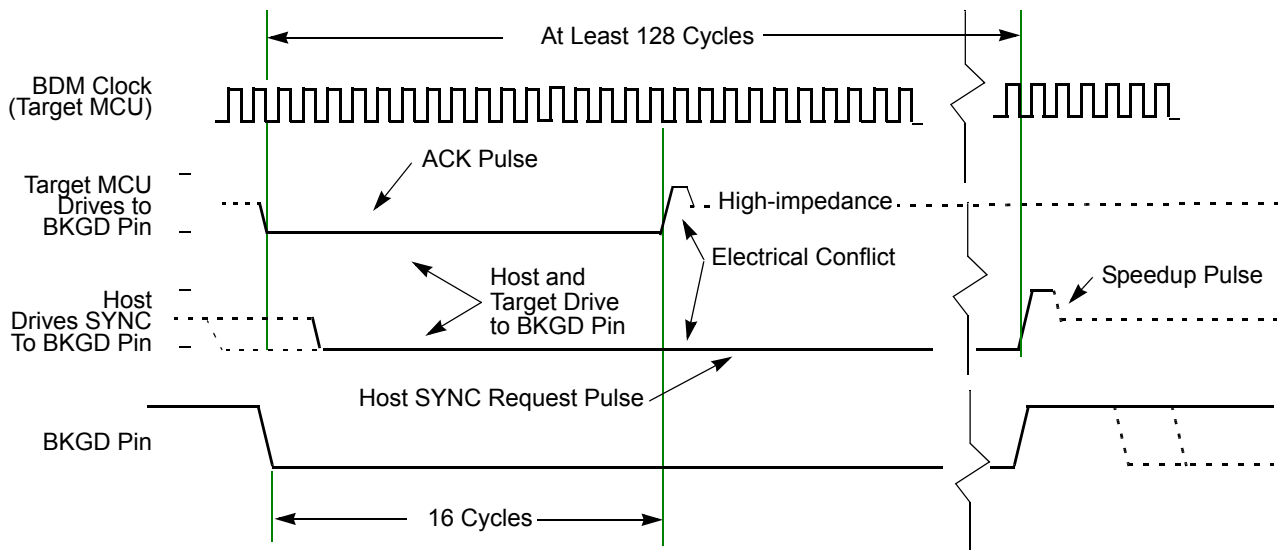 At Least 128 Cycles
BDM Clock
(Target MCU)
ACK Pulse
Target MCU
Drives to
BKGD Pin
High-impedance
Electrical Conflict
Host and
Target Drive
to BKGD Pin
Speedup Pulse
Host
Drives SYNC
To BKGD Pin
Host SYNC Request Pulse
BKGD Pin
16 Cycles